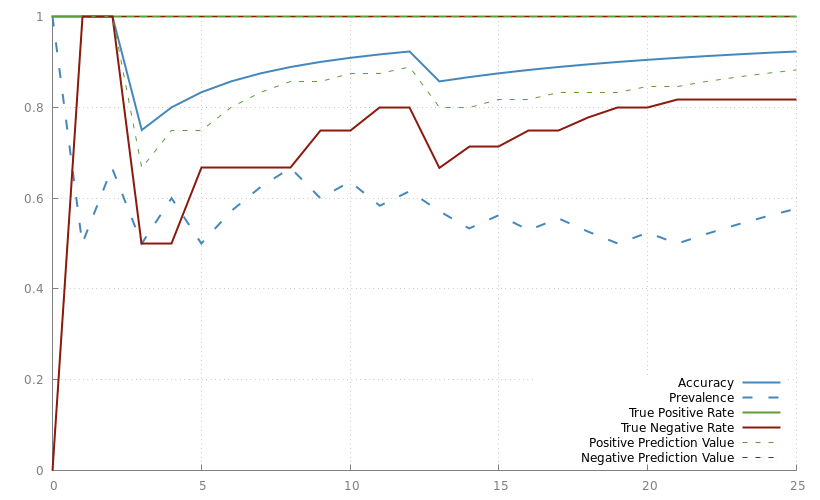 1
0.8
0.6
0.4
0.2
0
0 5 10 15 20 25
Accuracy
Prevalence
True Positive Rate
True Negative Rate
Positive Prediction Value
Negative Prediction Value